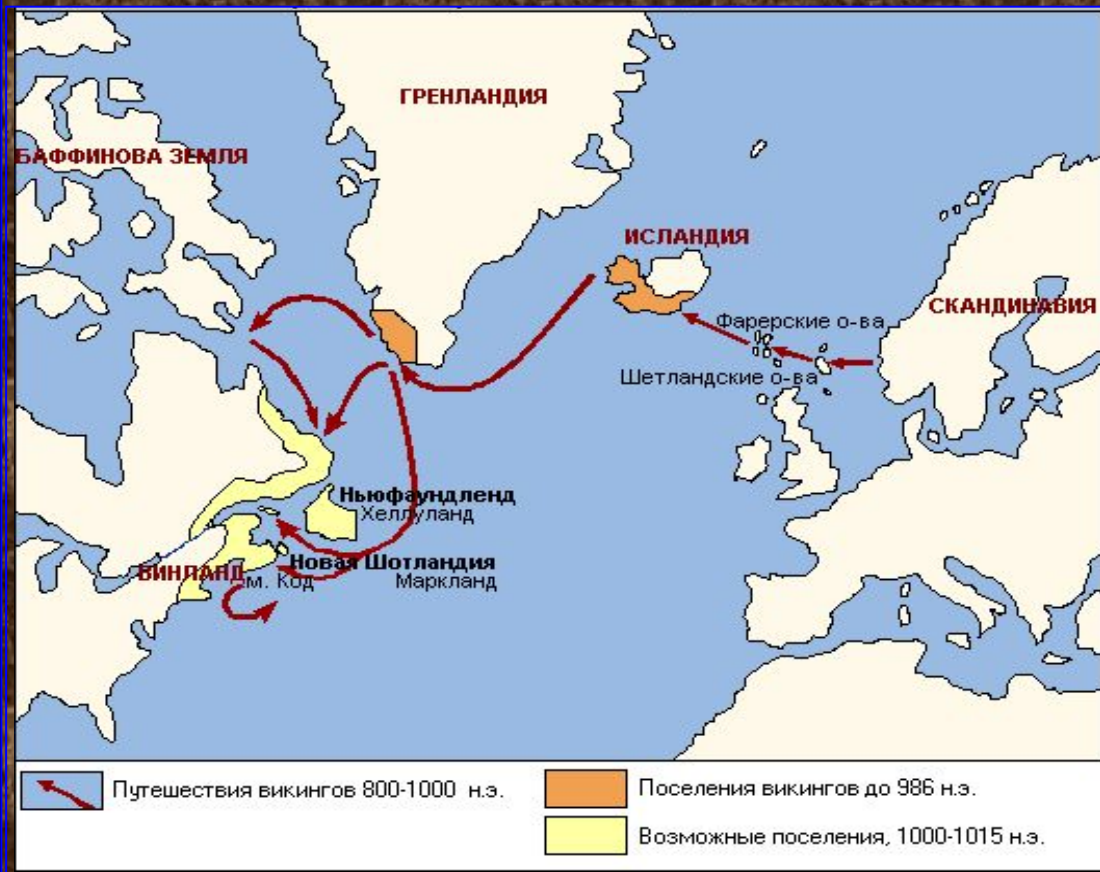 ГРЕНЛАНДИЯ
БАФФИНОВА ЗЕМЛЯ
ИСЛАНДИЯ
СКАНДИНАВИЯ
Фарерские о-ва
Шетландские о-ва
Ньюфаундленд
Хеллуланд
Новая Шотландия
ВИНЛАНД
м. Код
Маркланд
Путешествия викингов 800-1000 н.э.
Поселения викингов до 986 н.э.
Возможные поселения, 1000-1015 н.э.